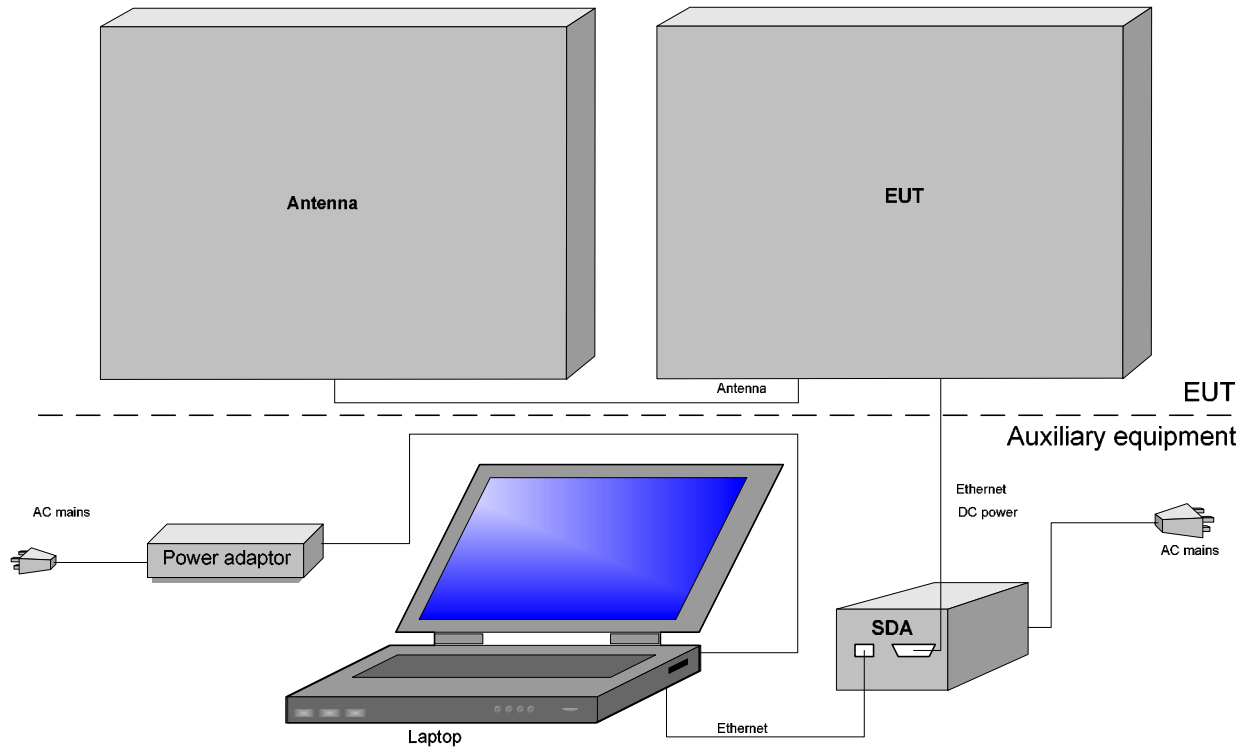 Antenna
EUT
Antenna
EUT
Auxiliary equipment
Ethernet
DC power
AC mains
AC mains
Power adaptor
SDA
Ethernet
Laptop